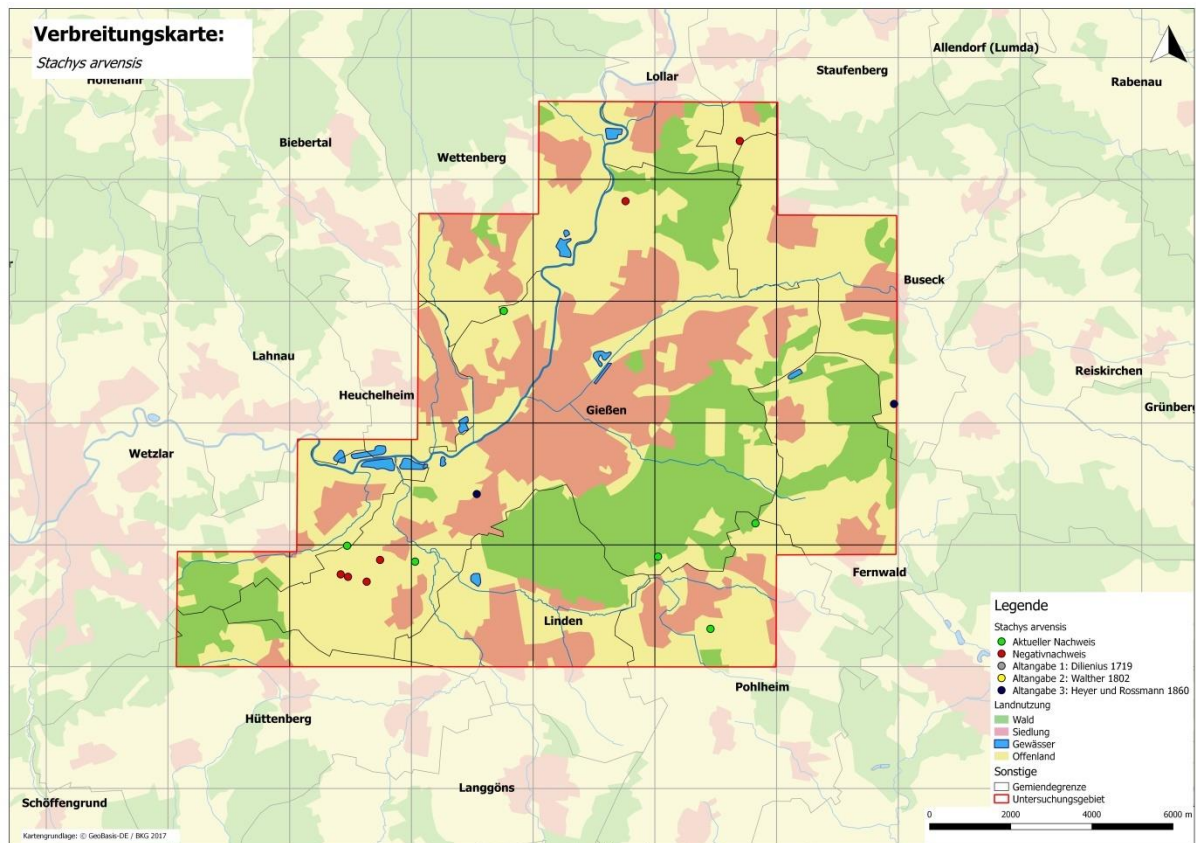 Verbreitungskarte:
Stachys arvensis
Hohenahr
Allendorf (Lumda)
Lollar
Staufenberg
Rabenau
Biebertal
Wettenberg
Buseck
Lahnau
Reiskirchen
Heuchelheim
Gießen
Grünberg
Wetzlar
Fernwald
Linden
Pohlheim
Hüttenberg
Langgöns
Schöffengrund
Legende
Stachys arvensis
Aktueller Nachweis
Negativnachweis
Altangabe 1: Dilienius 1719
Altangabe 2: Walther 1802
Altangabe 3: Heyer und Rossmann 1860
Landnutzung
Wald
Siedlung
Gewässer
Offenland
Sonstige
Gemiendegrenze
Untersuchungsgebiet
0 2000 4000 6000 m
Kartengrundlage: © GeoBasis-DE / BKG 2017